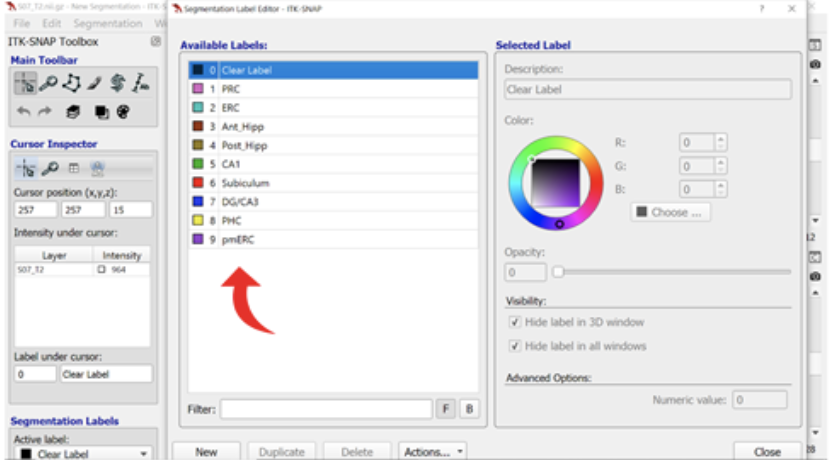 S07_T2.nii.gz - New Segmentation - ITK-S
File Edit Segmentation W
ITK-SNAP Toolbox
Main Toolbar
Cursor Inspector
Cursor position (x,y,z):
257 257 15
Intensity under cursor:
Layer Intensity
S07_T2 964
Label under cursor:
0 Clear Label
Segmentation Labels
Active label:
Clear Label
Segmentation Label Editor - ITK-SNAP
? ×
Available Labels:
0 Clear Label
1 PRC
2 ERC
3 Ant_Hipp
4 Post_Hipp
5 CA1
6 Subiculum
7 DG/CA3
8 PHC
9 pmERC
Filter: F B
New Duplicate Delete Actions...
Selected Label
Description:
Clear Label
Color:
R: 0
G: 0
B: 0
Choose ...
Opacity:
0
Visibility:
Hide label in 3D window
Hide label in all windows
Advanced Options:
Numeric value: 0
Close
S
12
C
28